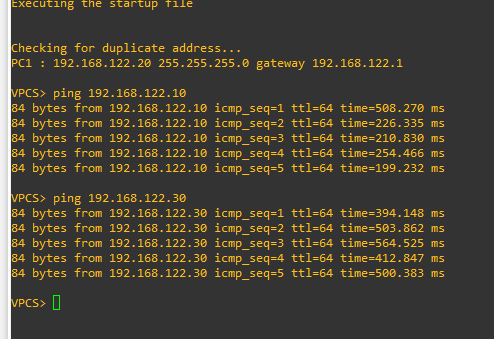 Executing the startup file
Checking for duplicate address...
PC1 : 192.168.122.20 255.255.255.0 gateway 192.168.122.1
VPCS> ping 192.168.122.10
84 bytes from 192.168.122.10 icmp_seq=1 ttl=64 time=508.270 ms
84 bytes from 192.168.122.10 icmp_seq=2 ttl=64 time=226.335 ms
84 bytes from 192.168.122.10 icmp_seq=3 ttl=64 time=210.830 ms
84 bytes from 192.168.122.10 icmp_seq=4 ttl=64 time=254.466 ms
84 bytes from 192.168.122.10 icmp_seq=5 ttl=64 time=199.232 ms
VPCS> ping 192.168.122.30
84 bytes from 192.168.122.30 icmp_seq=1 ttl=64 time=394.148 ms
84 bytes from 192.168.122.30 icmp_seq=2 ttl=64 time=503.862 ms
84 bytes from 192.168.122.30 icmp_seq=3 ttl=64 time=564.525 ms
84 bytes from 192.168.122.30 icmp_seq=4 ttl=64 time=412.847 ms
84 bytes from 192.168.122.30 icmp_seq=5 ttl=64 time=500.383 ms
VPCS>